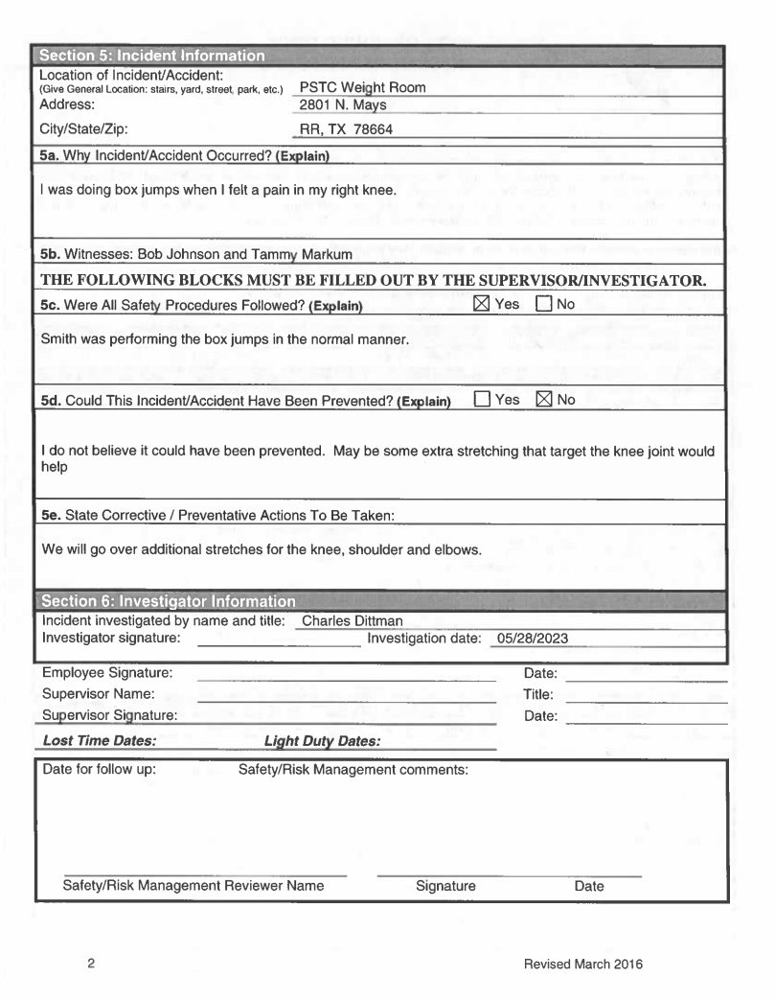 Section 5: Incident Information
Location of Incident/Accident:
(Give General Location: stairs, yard, street, park, etc.) PSTC Weight Room
Address: 2801 N. Mays
City/State/Zip: RR, TX 78664
5a. Why Incident/Accident Occurred? (Explain)
I was doing box jumps when I felt a pain in my right knee.
5b. Witnesses: Bob Johnson and Tammy Markum
THE FOLLOWING BLOCKS MUST BE FILLED OUT BY THE SUPERVISOR/INVESTIGATOR.
5c. Were All Safety Procedures Followed? (Explain) ☒ Yes ☐ No
Smith was performing the box jumps in the normal manner.
5d. Could This Incident/Accident Have Been Prevented? (Explain) ☐ Yes ☒ No
I do not believe it could have been prevented. May be some extra stretching that target the knee joint would
help
5e. State Corrective / Preventative Actions To Be Taken:
We will go over additional stretches for the knee, shoulder and elbows.
Section 6: Investigator Information
Incident investigated by name and title: Charles Dittman
Investigator signature: Investigation date: 05/28/2023
Employee Signature: Date:
Supervisor Name: Title:
Supervisor Signature: Date:
Lost Time Dates: Light Duty Dates:
Date for follow up: Safety/Risk Management comments:
Safety/Risk Management Reviewer Name Signature Date
2 Revised March 2016